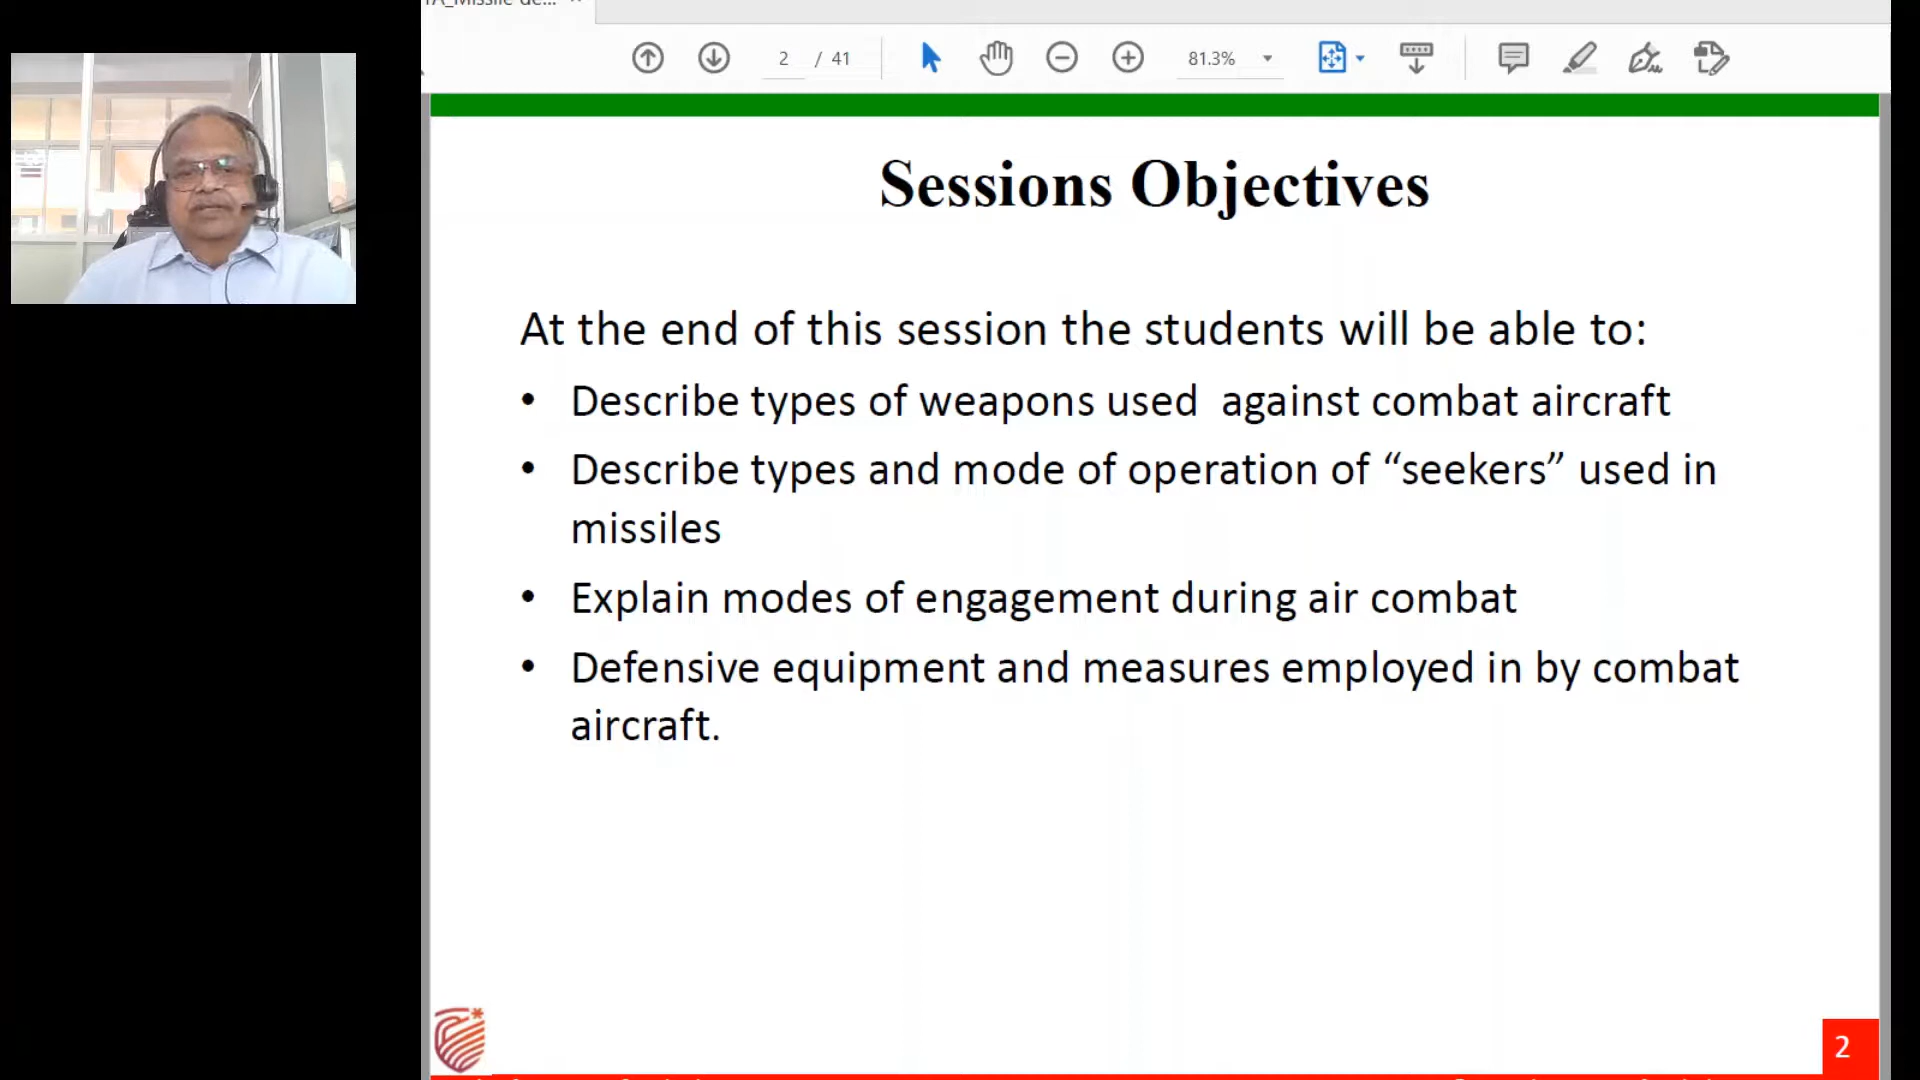 2 / 41
81.3%
Sessions Objectives
At the end of this session the students will be able to:
• Describe types of weapons used  against combat aircraft
• Describe types and mode of operation of “seekers” used in
missiles
• Explain modes of engagement during air combat
• Defensive equipment and measures employed in by combat
aircraft.
2